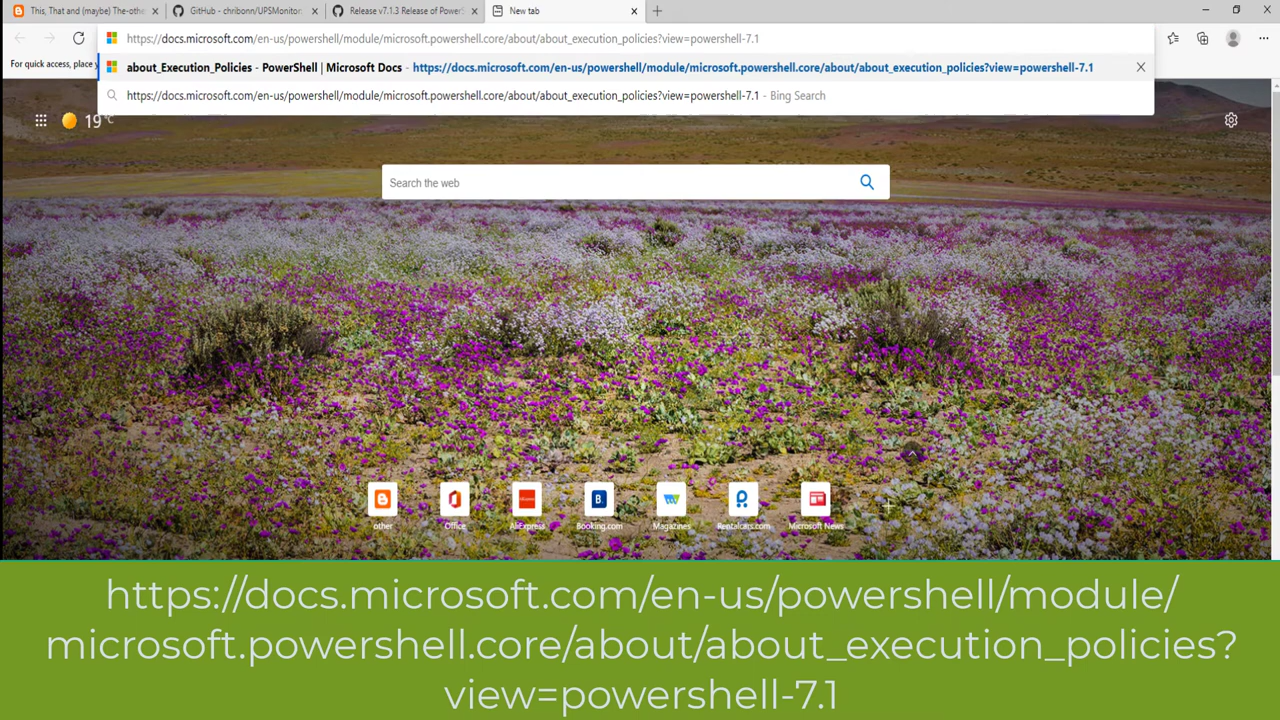 This, That and (maybe) The-othe
GitHub - chribonn/UPSMonitor:
Release v7.1.3 Release of PowerS
New tab
https://docs.microsoft.com/en-us/powershell/module/microsoft.powershell.core/about/about_execution_policies?view=powershell-7.1
For quick access, place y
about_Execution_Policies - PowerShell | Microsoft Docs - https://docs.microsoft.com/en-us/powershell/module/microsoft.powershell.core/about/about_execution_policies?view=powershell-7.1
https://docs.microsoft.com/en-us/powershell/module/microsoft.powershell.core/about/about_execution_policies?view=powershell-7.1 - Bing Search
19 °C
Search the web
other
Office
AliExpress
Booking.com
Magazines
Rentalcars.com
Microsoft News
https://docs.microsoft.com/en-us/powershell/module/
microsoft.powershell.core/about/about_execution_policies?
view=powershell-7.1